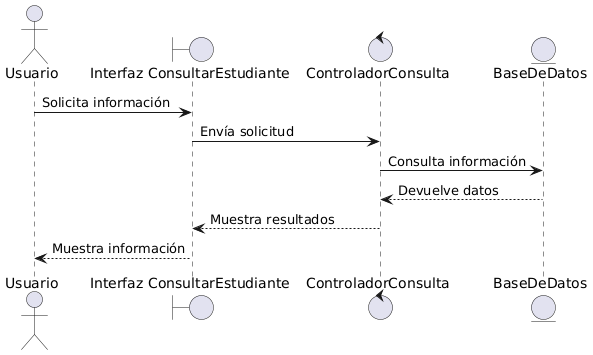 Usuario
Interfaz ConsultarEstudiante
ControladorConsulta
BaseDeDatos
Solicita información
Envía solicitud
Consulta información
Devuelve datos
Muestra resultados
Muestra información
Usuario
Interfaz ConsultarEstudiante
ControladorConsulta
BaseDeDatos